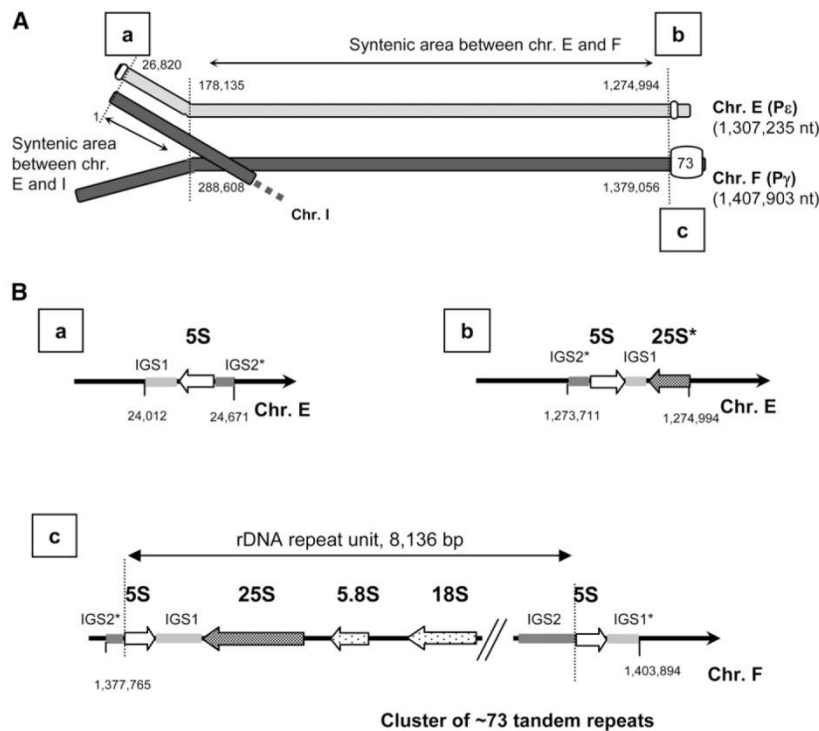 A
a
26,820
Syntenic area between chr. E and F
b
178,135
1,274,994
Chr. E (Pε)
(1,307,235 nt)
1
Syntenic area
between chr.
E and I
73
288,608
1,379,056
Chr. F (Pγ)
(1,407,903 nt)
Chr. I
c
B
a
5S
IGS1
IGS2*
24,012
24,671
Chr. E
b
5S
25S*
IGS2*
IGS1
1,273,711
1,274,994
Chr. E
c
rDNA repeat unit, 8,136 bp
5S
25S
5.8S
18S
5S
IGS2*
IGS1
IGS2
IGS1*
1,377,765
1,403,894
Chr. F
Cluster of ~73 tandem repeats